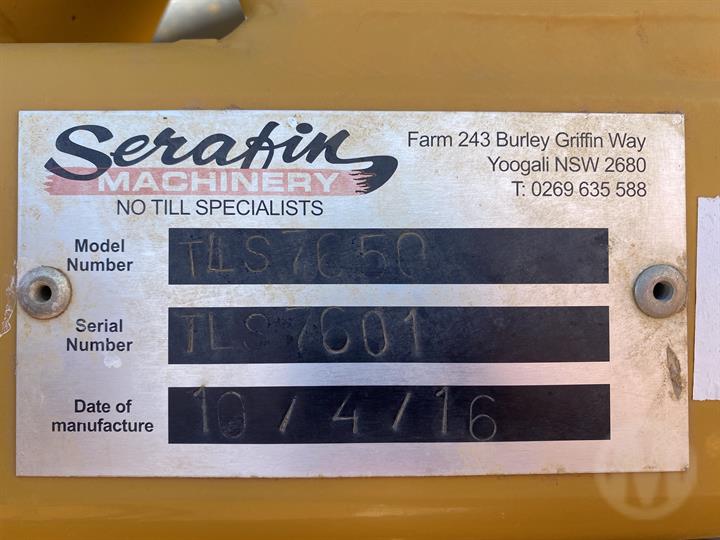 Serafin
MACHINERY
NO TILL SPECIALISTS
Farm 243 Burley Griffin Way
Yoogali NSW 2680
T: 0269 635 588
Model Number TLS7650
Serial Number TLS7601
Date of manufacture 10/4/16